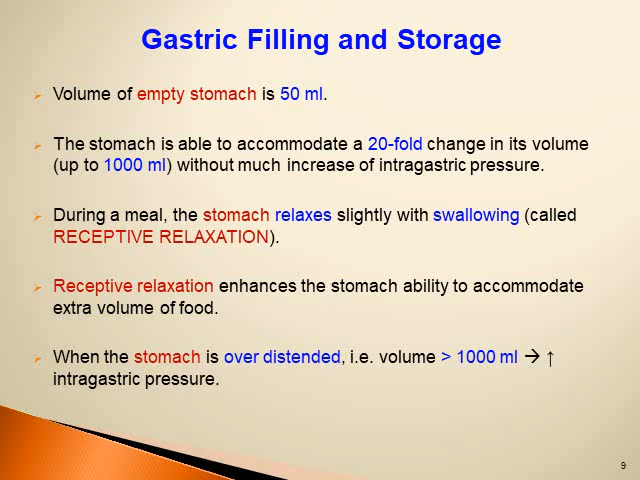 Gastric Filling and Storage
➢ Volume of empty stomach is 50 ml.
➢ The stomach is able to accommodate a 20-fold change in its volume
(up to 1000 ml) without much increase of intragastric pressure.
➢ During a meal, the stomach relaxes slightly with swallowing (called
RECEPTIVE RELAXATION).
➢ Receptive relaxation enhances the stomach ability to accommodate
extra volume of food.
➢ When the stomach is over distended, i.e. volume > 1000 ml → ↑
intragastric pressure.
9